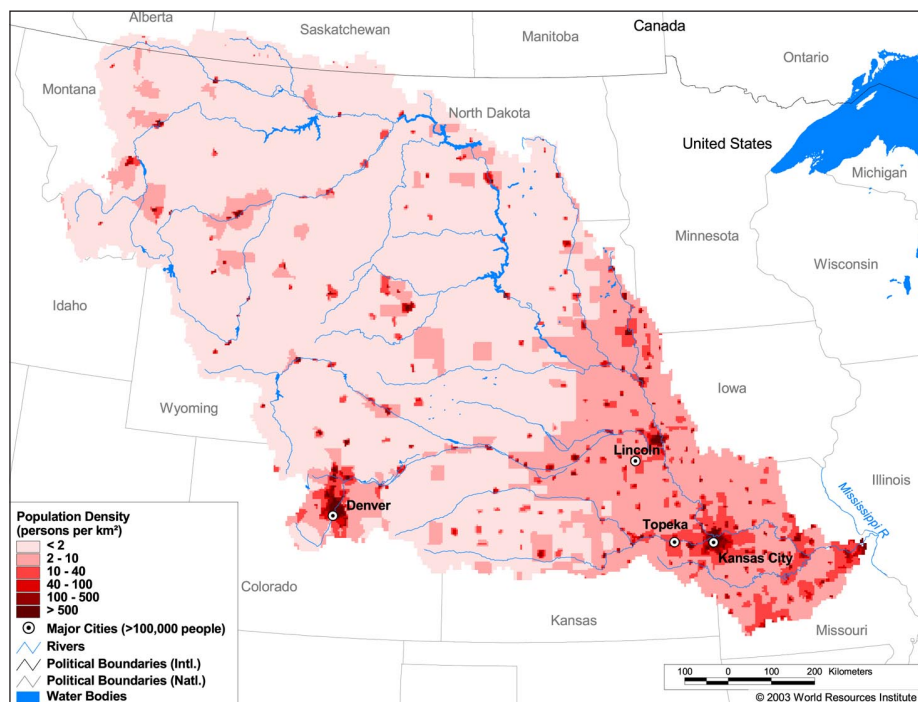 Alberta
Saskatchewan
Manitoba
Canada
Ontario
Montana
North Dakota
United States
Michigan
Minnesota
Wisconsin
Idaho
Wyoming
Iowa
Lincoln
Illinois
Mississippi R
Denver
Topeka
Kansas City
Colorado
Kansas
Missouri
Population Density
(persons per km²)
< 2
2 - 10
10 - 40
40 - 100
100 - 500
> 500
Major Cities (>100,000 people)
Rivers
Political Boundaries (Intl.)
Political Boundaries (Natl.)
Water Bodies
100 0 100 200 Kilometers
© 2003 World Resources Institute